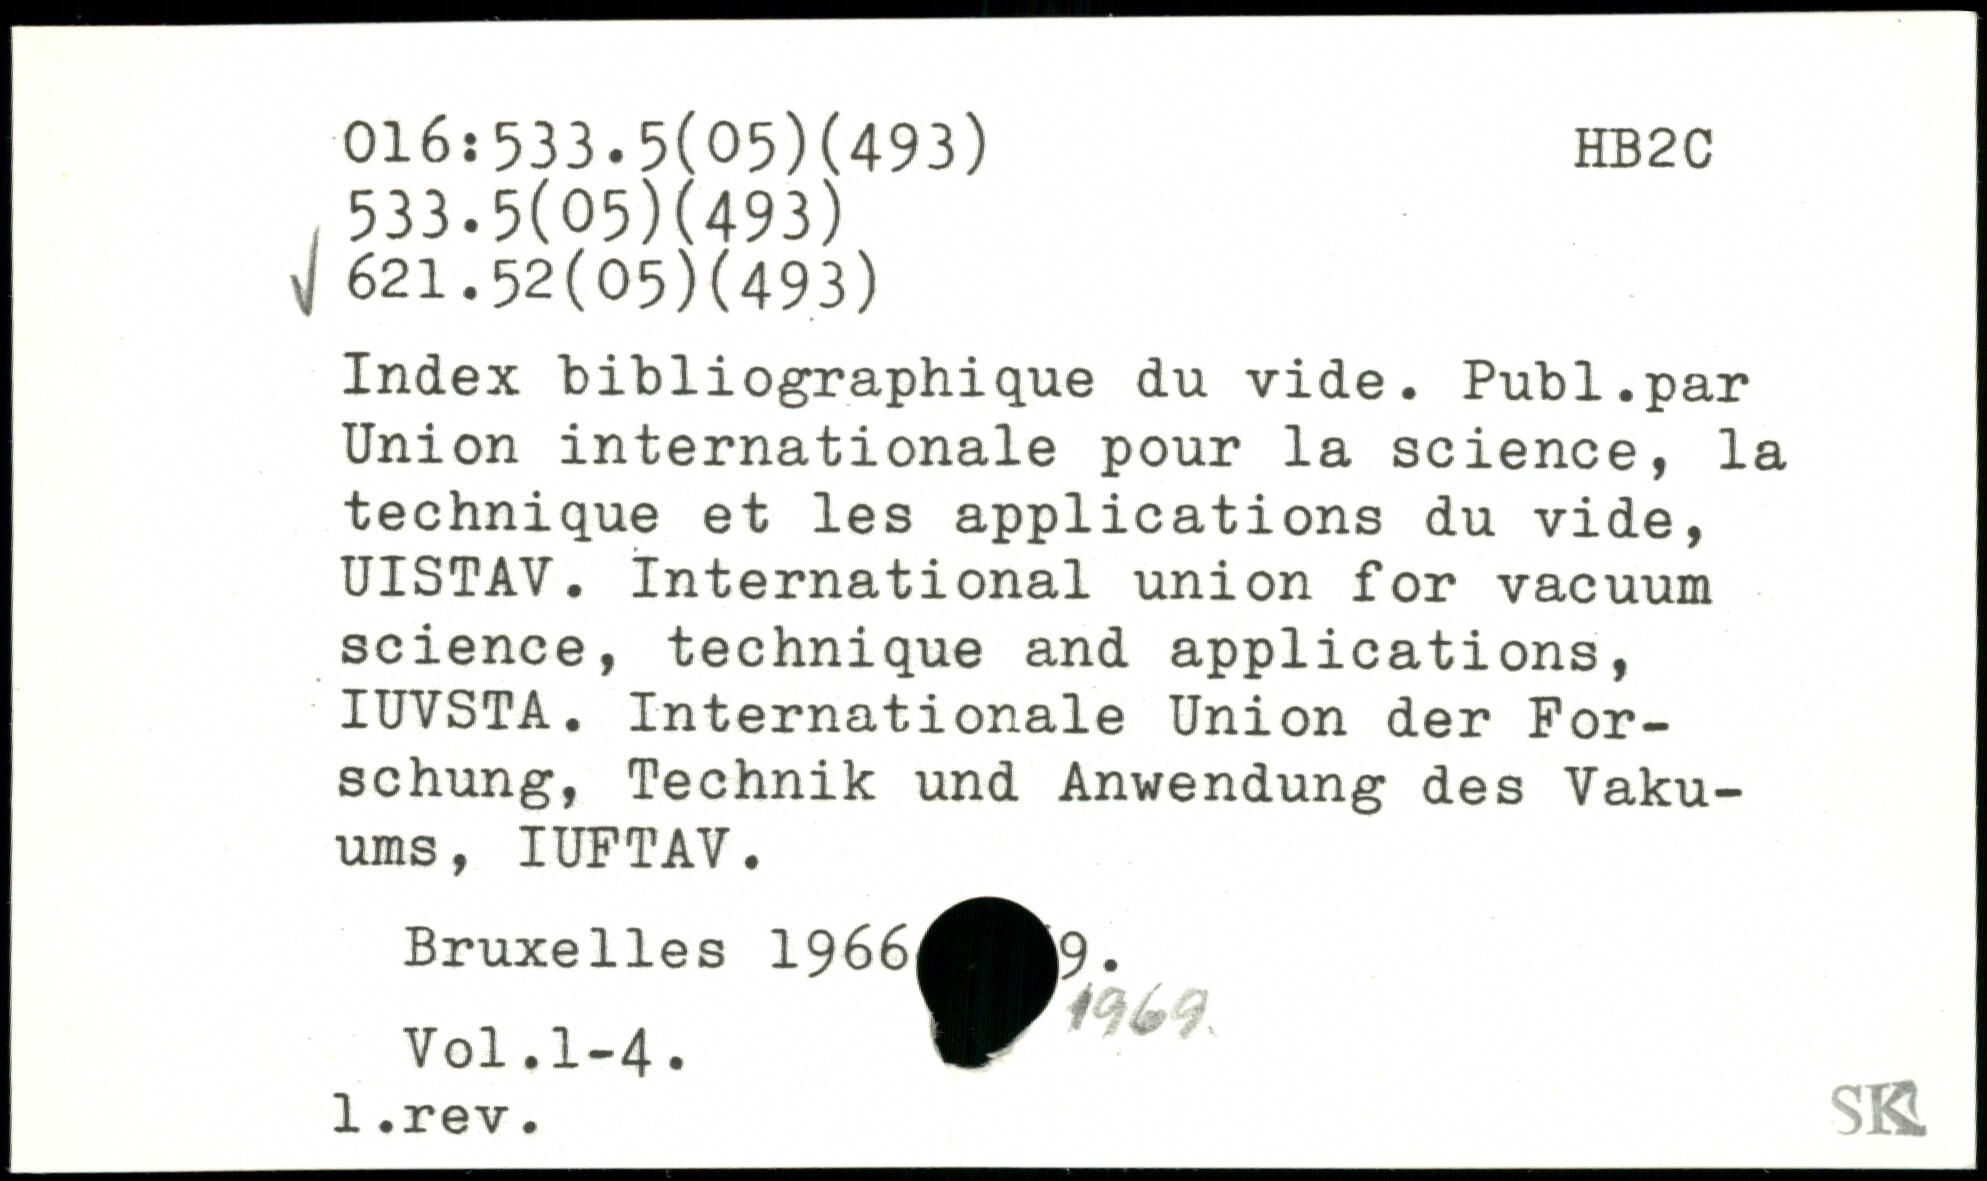 016:533.5(05)(493) HB2C
533.5(05)(493)
√ 621.52(05)(493)
Index bibliographique du vide. Publ.par
Union internationale pour la science, la
technique et les applications du vide,
UISTAV. International union for vacuum
science, technique and applications,
IUVSTA. Internationale Union der For-
schung, Technik und Anwendung des Vaku-
ums, IUFTAV.
Bruxelles 1966 9.
1969.
Vol.1-4.
1.rev.
SK